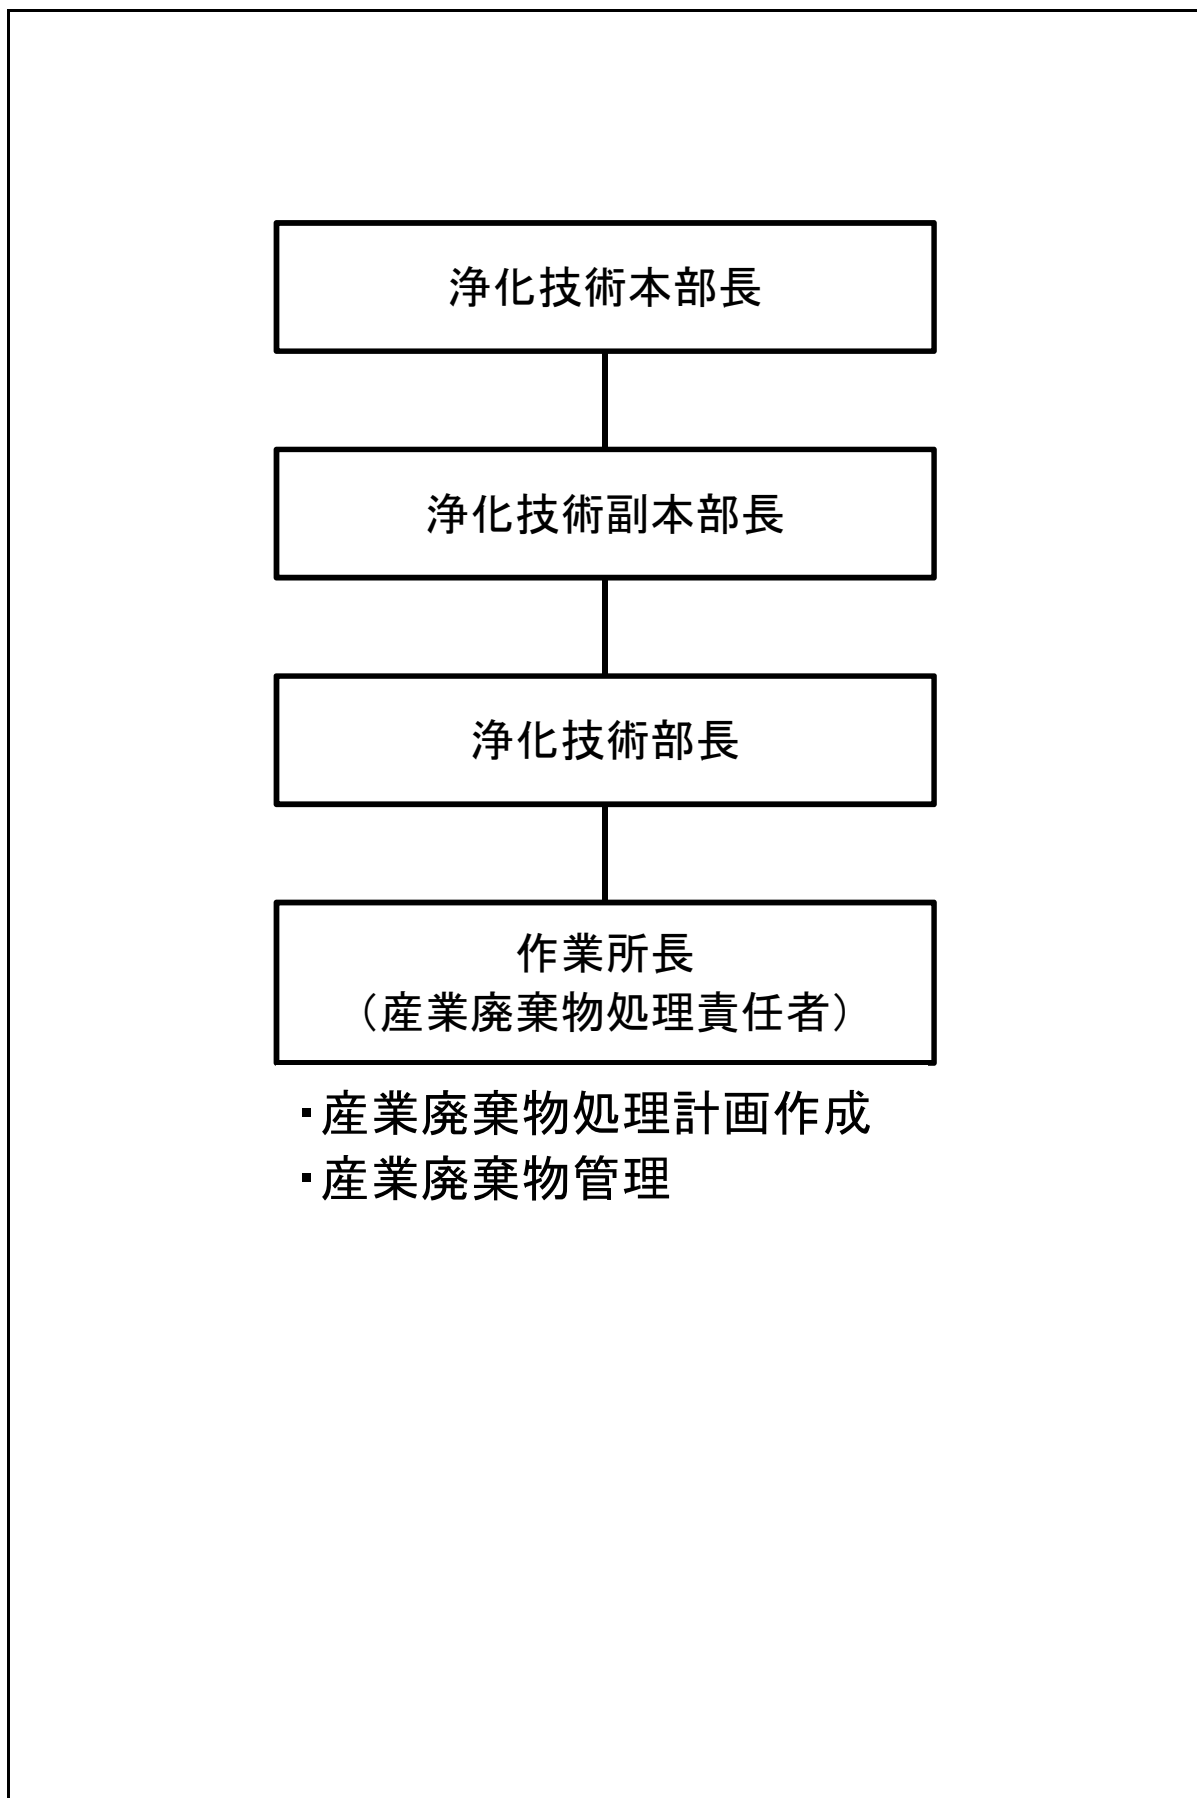 浄化技術本部長
浄化技術副本部長
浄化技術部長
作業所長
（産業廃棄物処理責任者）
・産業廃棄物処理計画作成
・産業廃棄物管理